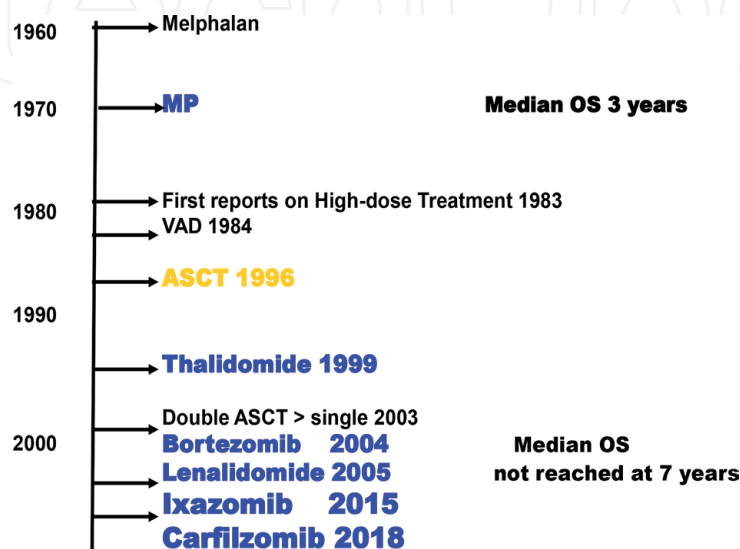 1960 Melphalan
1970 MP Median OS 3 years
First reports on High-dose Treatment 1983
1980
VAD 1984
ASCT 1996
1990
Thalidomide 1999
Double ASCT > single 2003
2000 Bortezomib 2004 Median OS
Lenalidomide 2005 not reached at 7 years
Ixazomib 2015
Carfilzomib 2018